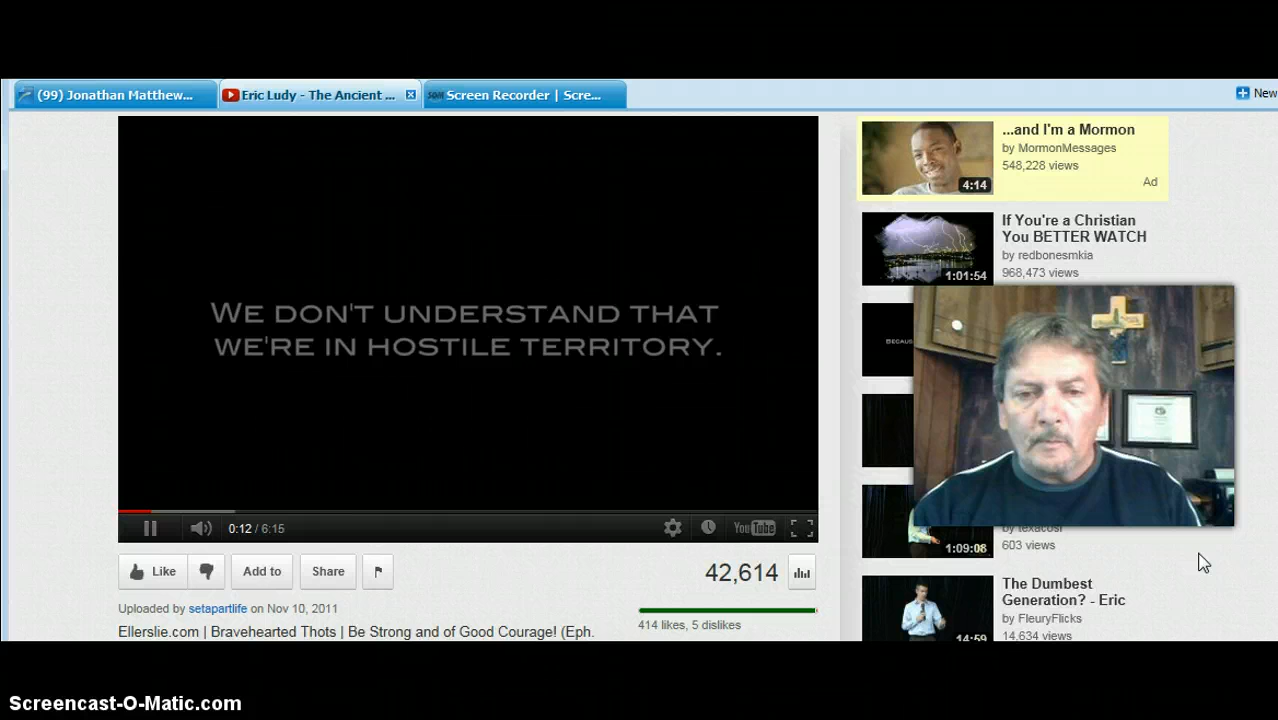 (99) Jonathan Matthew...
Eric Ludy - The Ancient ...
Screen Recorder | Scre...
New
WE DON'T UNDERSTAND THAT
WE'RE IN HOSTILE TERRITORY.
0:12 / 6:15
YouTube
Like
Add to
Share
42,614
Uploaded by setapartlife on Nov 10, 2011
414 likes, 5 dislikes
Ellerslie.com | Bravehearted Thots | Be Strong and of Good Courage! (Eph.
...and I'm a Mormon
by MormonMessages
548,228 views
Ad
4:14
If You're a Christian
You BETTER WATCH
by redbonesmkia
968,473 views
1:01:54
BECAUS
603 views
1:09:08
The Dumbest
Generation? - Eric
by FleuryFlicks
14,634 views
14:59
Screencast-O-Matic.com